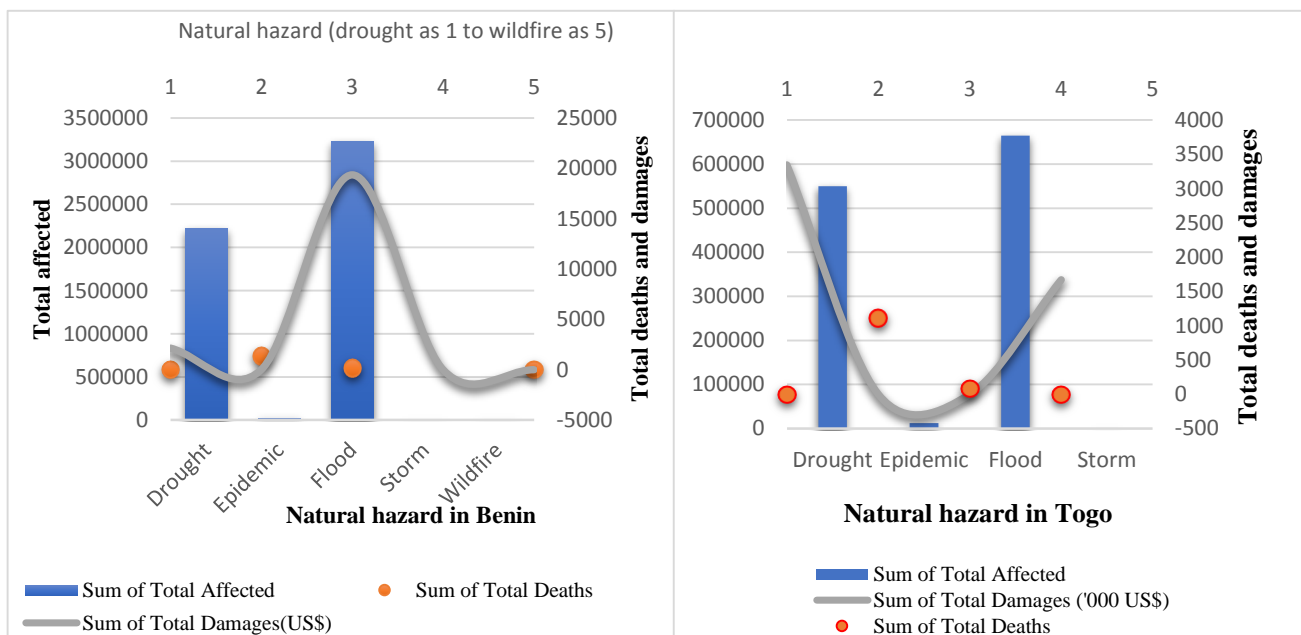 Natural hazard (drought as 1 to wildfire as 5)
1 2 3 4 5
3500000
3000000
2500000
2000000
1500000
1000000
500000
0
Total affected
25000
20000
15000
10000
5000
0
-5000
Total deaths and damages
Drought Epidemic Flood Storm Wildfire
Natural hazard in Benin
Sum of Total Affected
Sum of Total Deaths
Sum of Total Damages(US$)
1 2 3 4 5
700000
600000
500000
400000
300000
200000
100000
0
4000
3500
3000
2500
2000
1500
1000
500
0
-500
Total deaths and damages
Drought Epidemic Flood Storm
Natural hazard in Togo
Sum of Total Affected
Sum of Total Damages ('000 US$)
Sum of Total Deaths